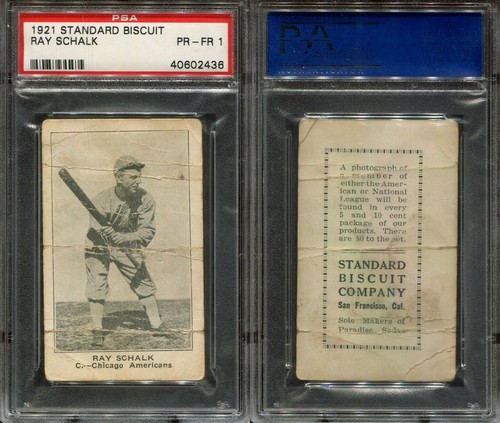 PSA
1921 STANDARD BISCUIT
RAY SCHALK PR-FR 1
40602436
RAY SCHALK
C.—Chicago Americans
PSA
A photograph of
a member of
either the Amer-
ican or National
League will be
found in every
5 and 10 cent
package of our
products. There
are 80 to the set.
STANDARD
BISCUIT
COMPANY
San Francisco, Cal.
Sole Makers of
Paradise Sodas